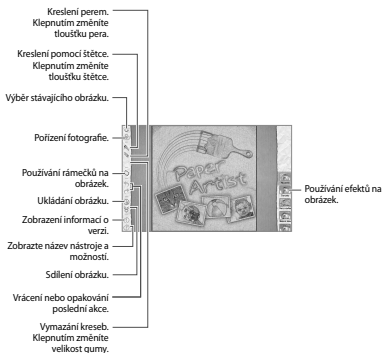 Kreslení perem.
Klepnutím změníte
tloušťku pera.
Kreslení pomocí štětce.
Klepnutím změníte
tloušťku štětce.
Výběr stávajícího obrázku.
Pořízení fotografie.
Používání rámečků na
obrázek.
Ukládání obrázku.
Zobrazení informací o
verzi.
Zobrazte název nástroje a
možností.
Sdílení obrázku.
Vrácení nebo opakování
poslední akce.
Vymazání kreseb.
Klepnutím změníte
velikost gumy.
Paper
Artist
Používání efektů na
obrázek.